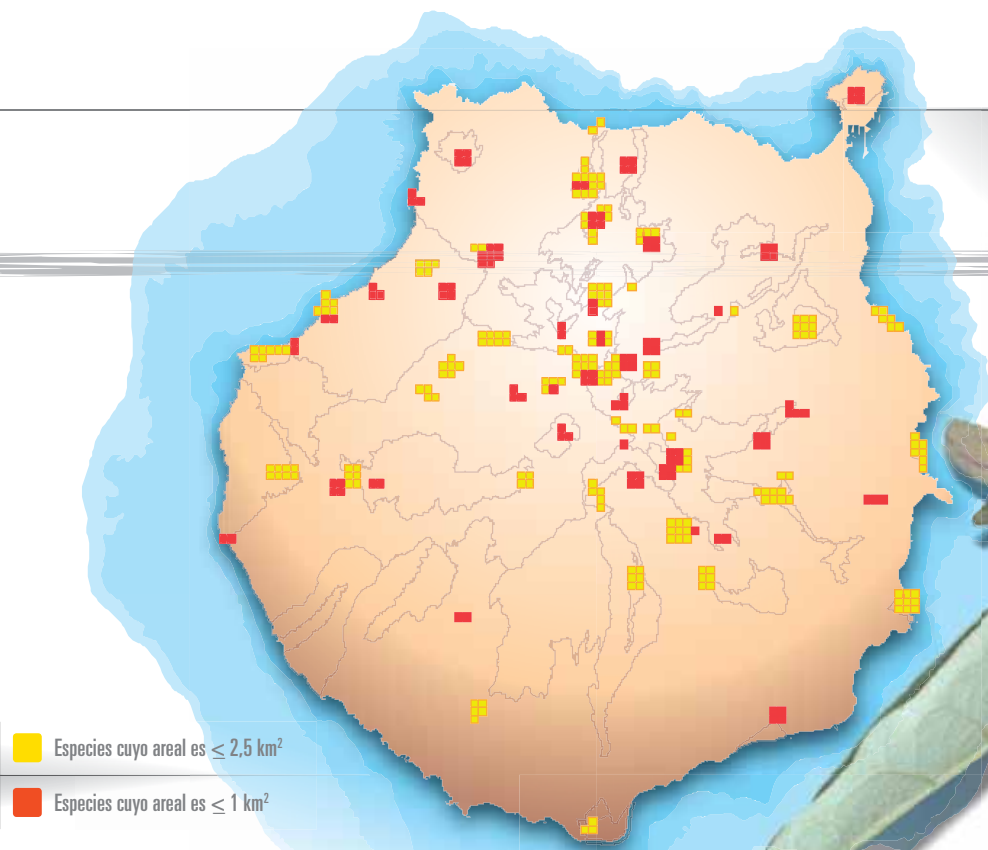 Especies cuyo areal es ≤ 2,5 km²
Especies cuyo areal es ≤ 1 km²